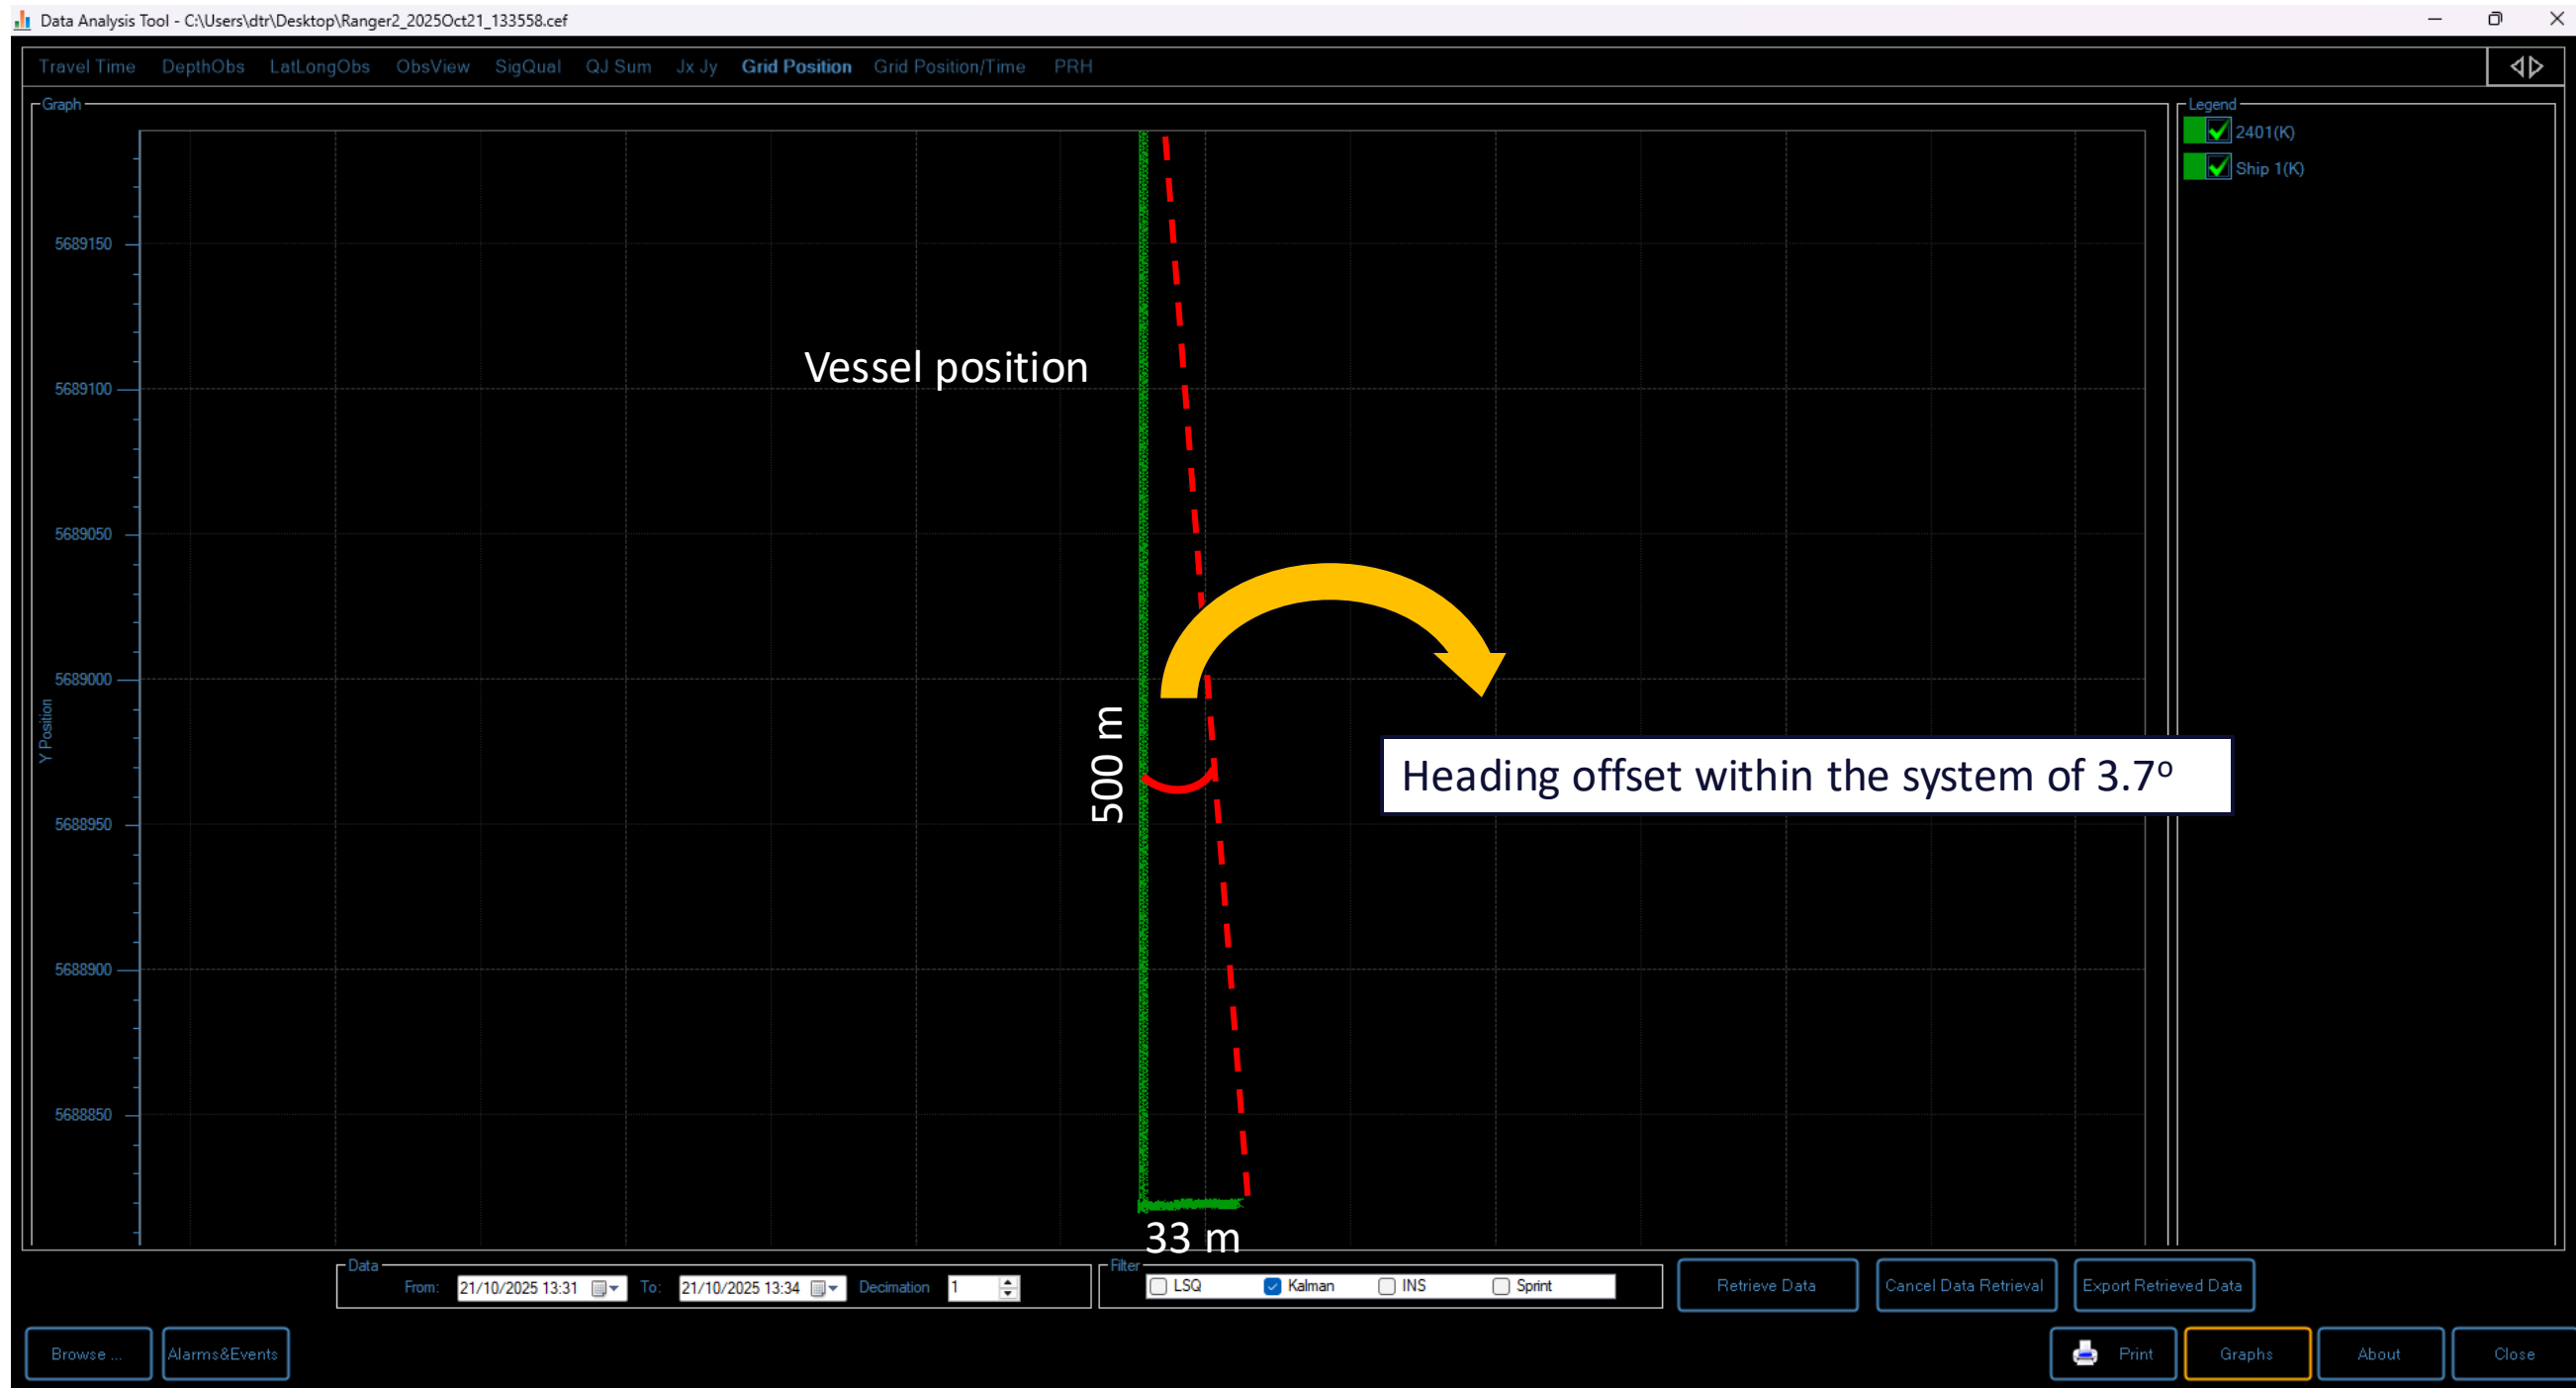 Data Analysis Tool - C:\Users\dtr\Desktop\Ranger2_2025Oct21_133558.cef
Travel Time DepthObs LatLongObs ObsView SigQual QJ Sum Jx Jy Grid Position Grid Position/Time PRH
Graph
Legend
2401(K)
Ship 1(K)
5689150
Vessel position
5689100
5689050
5689000
Y Position
500 m
Heading offset within the system of 3.7º
5688950
5688900
5688850
33 m
Data
From: 21/10/2025 13:31 To: 21/10/2025 13:34 Decimation 1
Filter
LSQ Kalman INS Sprint
Retrieve Data Cancel Data Retrieval Export Retrieved Data
Browse ... Alarms&Events Print Graphs About Close